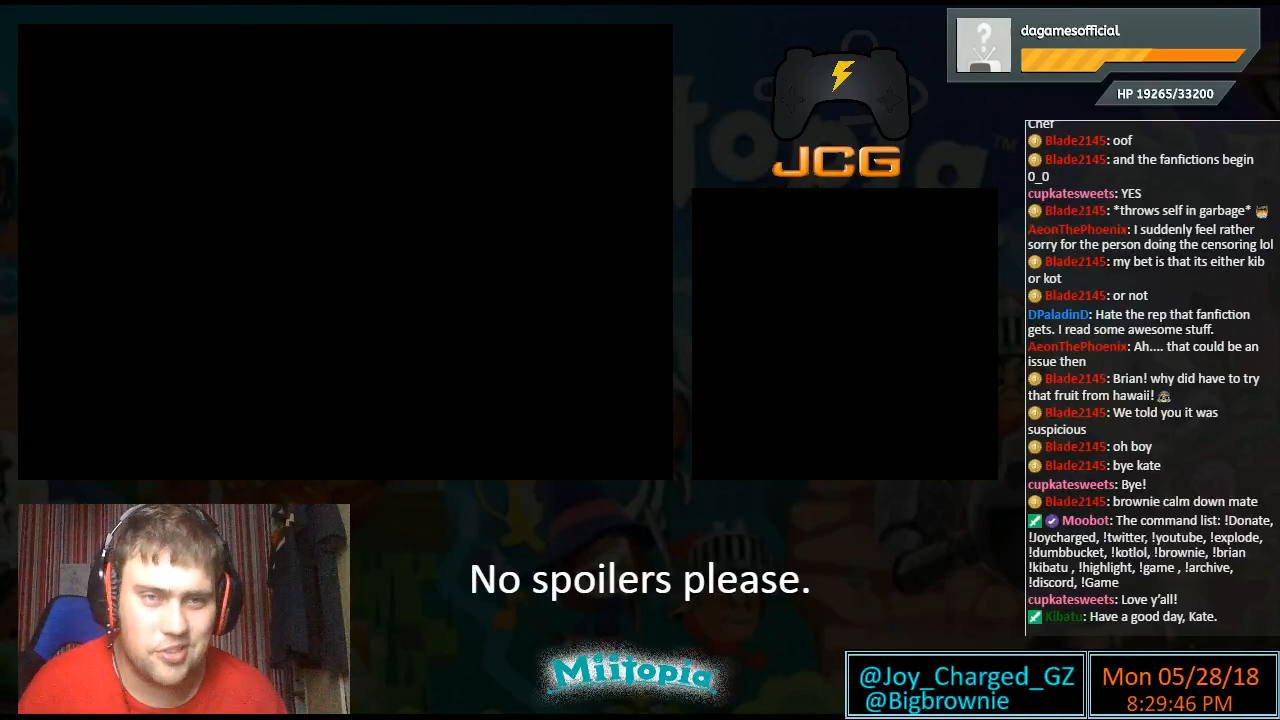 dagamesofficial
HP 19265/33200
JCG
Chef
Blade2145: oof
Blade2145: and the fanfictions begin
0_0
cupkatesweets: YES
Blade2145: *throws self in garbage*
AeonThePhoenix: I suddenly feel rather
sorry for the person doing the censoring lol
Blade2145: my bet is that its either kib
or kot
Blade2145: or not
DPaladinD: Hate the rep that fanfiction
gets. I read some awesome stuff.
AeonThePhoenix: Ah.... that could be an
issue then
Blade2145: Brian! why did have to try
that fruit from hawaii!
Blade2145: We told you it was
suspicious
Blade2145: oh boy
Blade2145: bye kate
cupkatesweets: Bye!
Blade2145: brownie calm down mate
Moobot: The command list: !Donate,
!Joycharged, !twitter, !youtube, !explode,
!dumbbucket, !kotlol, !brownie, !brian
!kibatu , !highlight, !game , !archive,
!discord, !Game
cupkatesweets: Love y'all!
Kibatu: Have a good day, Kate.
No spoilers please.
Miitopia
@Joy_Charged_GZ
@Bigbrownie
Mon 05/28/18
8:29:46 PM